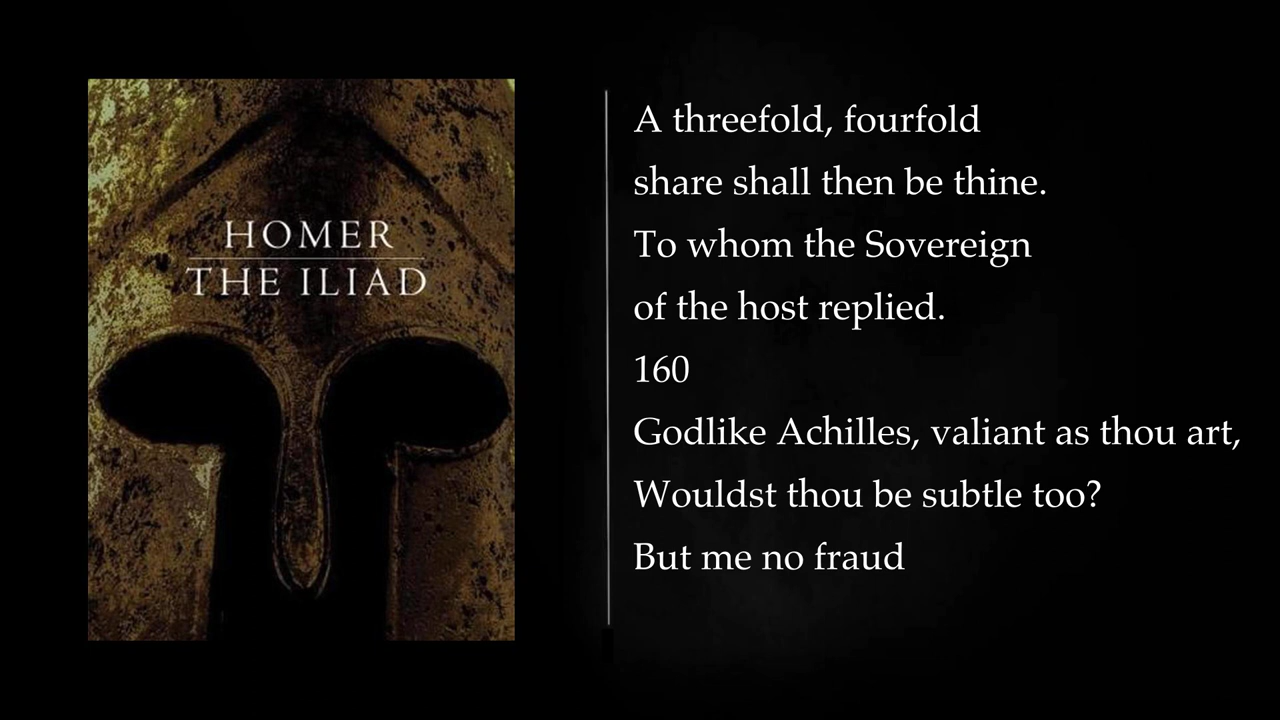 HOMER
THE ILIAD
A threefold, fourfold
share shall then be thine.
To whom the Sovereign
of the host replied.
160
Godlike Achilles, valiant as thou art,
Wouldst thou be subtle too?
But me no fraud